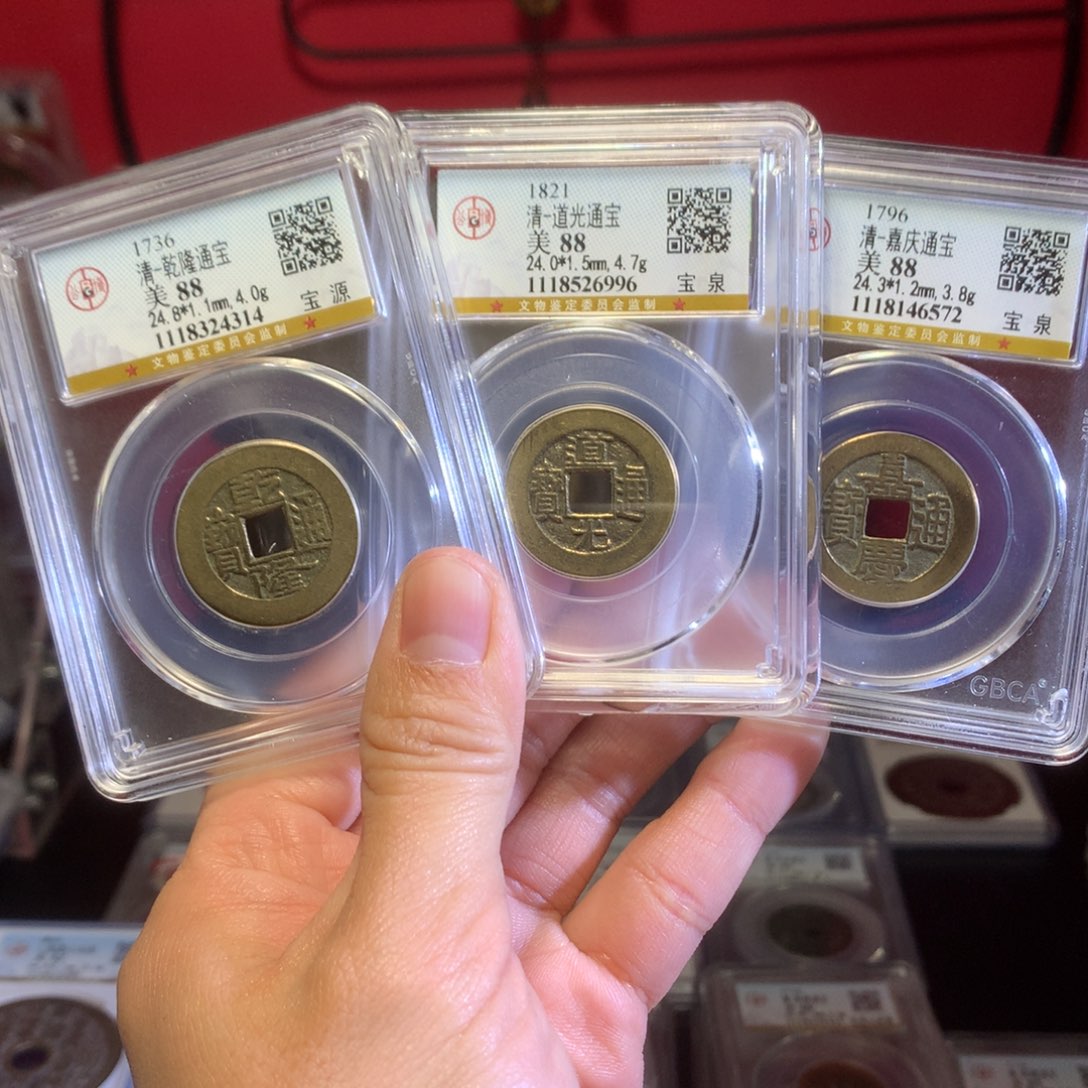 1736
清-乾隆通宝
美 88
24.8*1.1mm,4.0g
1118324314
宝 源
文物鉴定委员会监制
乾隆通寶
1821
清-道光通宝
美 88
24.0*1.5mm,4.7g
1118526996
宝 泉
文物鉴定委员会监制
道光通寶
1796
清-嘉庆通宝
美 88
24.3*1.2mm,3.8g
1118146572
宝 泉
文物鉴定委员会监制
嘉慶通寶
GBCA